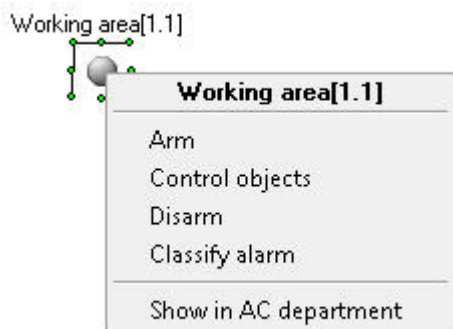 Working area[1.1]
Working area[1.1]
Arm
Control objects
Disarm
Classify alarm
Show in AC department